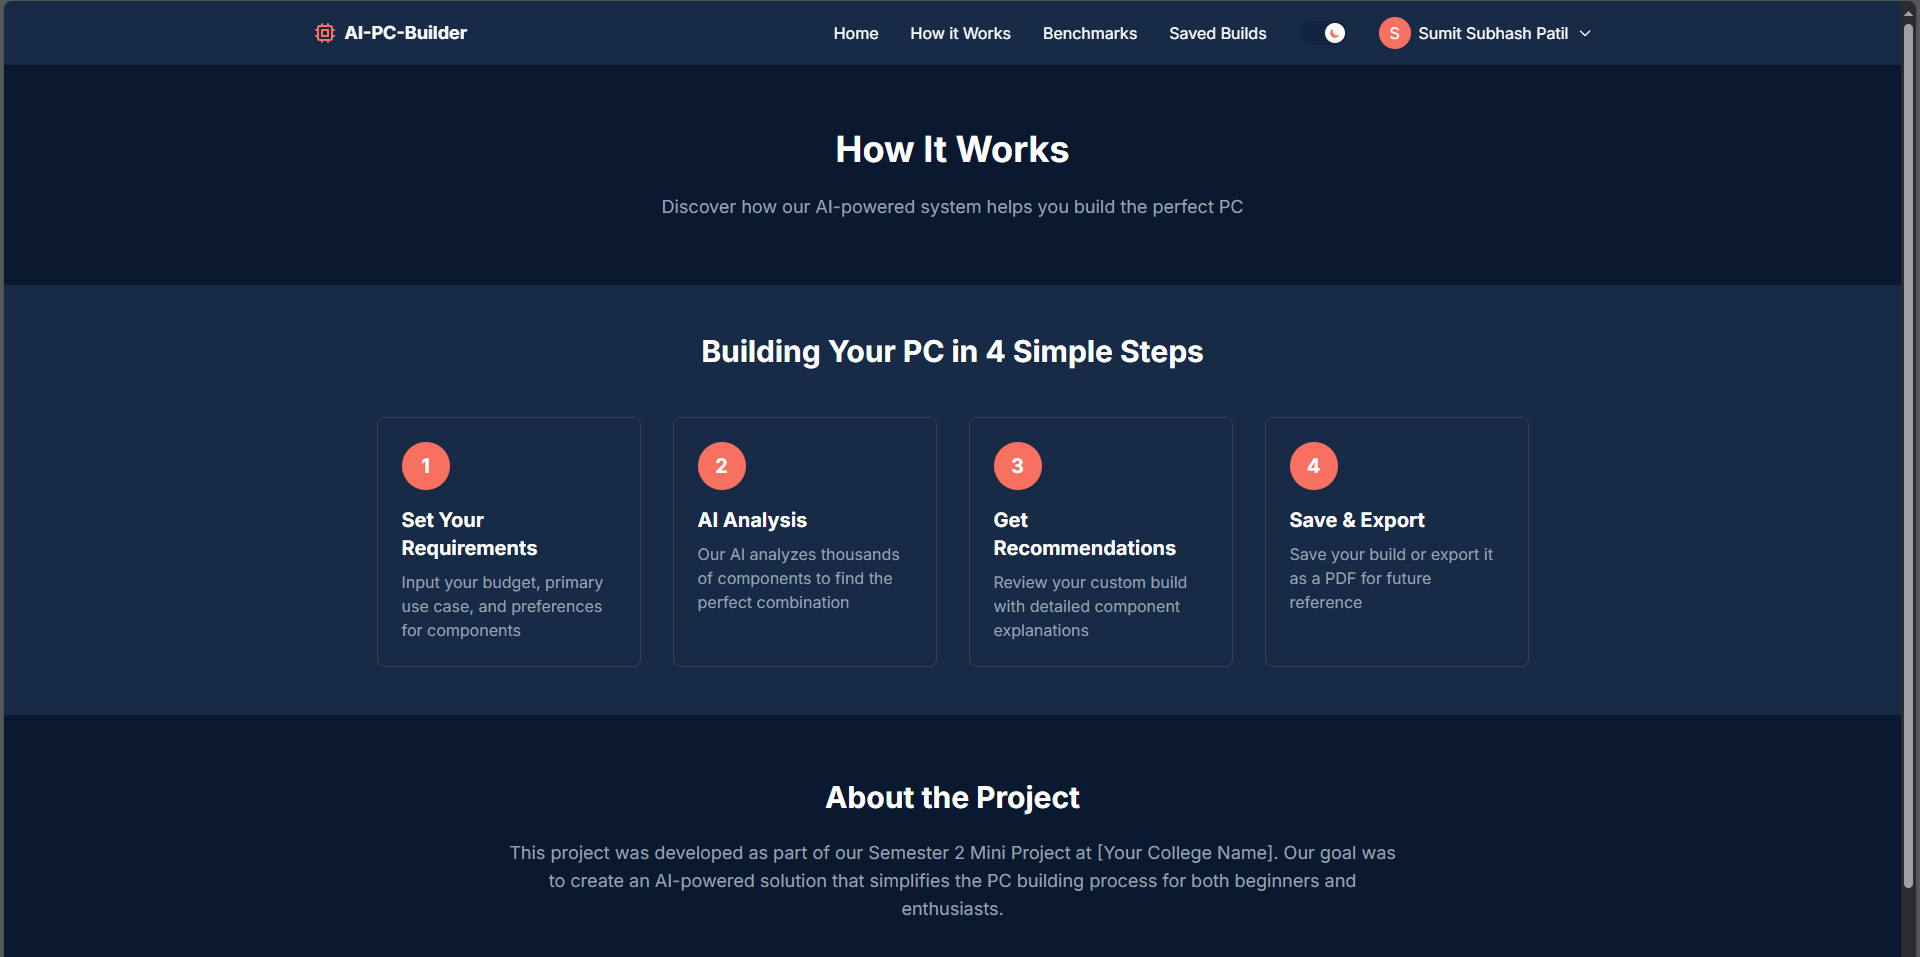 AI-PC-Builder
Home
How it Works
Benchmarks
Saved Builds
S
Sumit Subhash Patil
How It Works
Discover how our AI-powered system helps you build the perfect PC
Building Your PC in 4 Simple Steps
1
Set Your
Requirements
Input your budget, primary
use case, and preferences
for components
2
AI Analysis
Our AI analyzes thousands
of components to find the
perfect combination
3
Get
Recommendations
Review your custom build
with detailed component
explanations
4
Save & Export
Save your build or export it
as a PDF for future
reference
About the Project
This project was developed as part of our Semester 2 Mini Project at [Your College Name]. Our goal was
to create an AI-powered solution that simplifies the PC building process for both beginners and
enthusiasts.